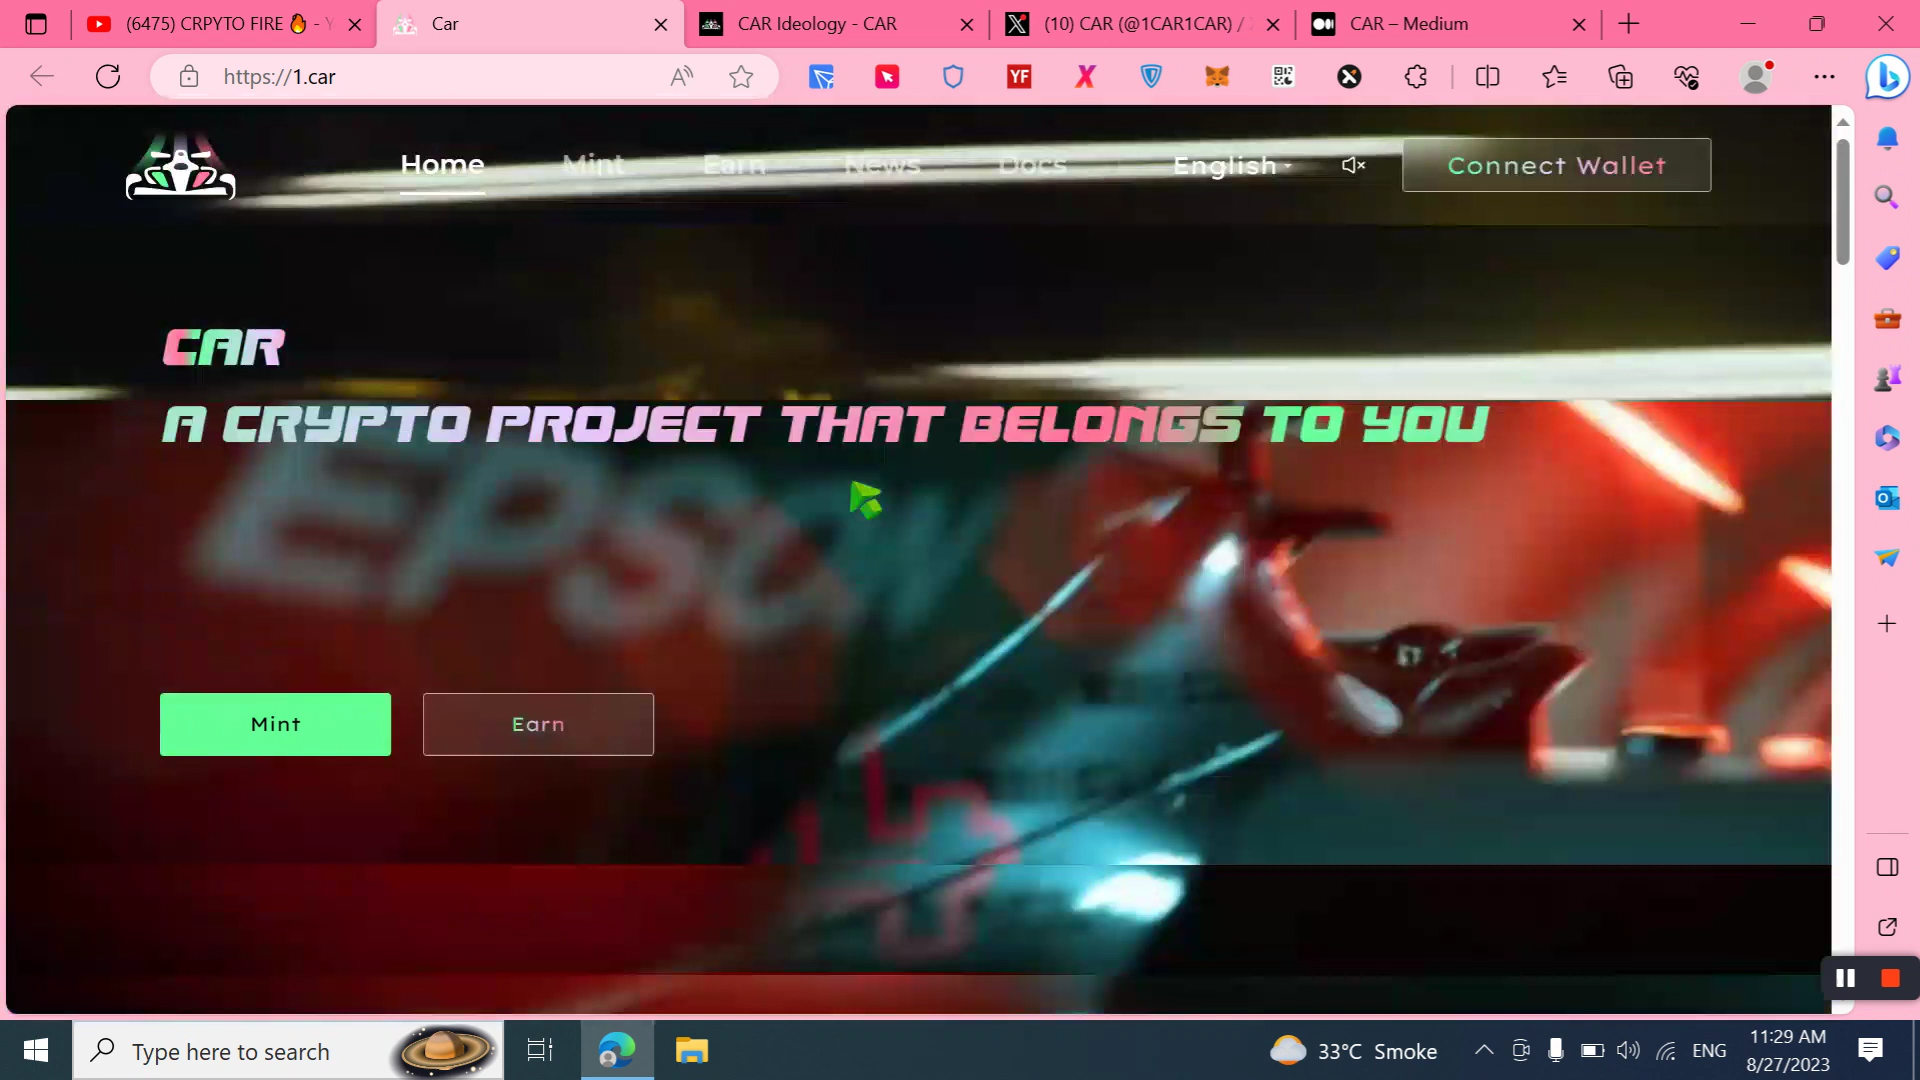 (6475) CRPYTO FIRE🔥 - Y
Car
CAR Ideology - CAR
(10) CAR (@1CAR1CAR) /
CAR – Medium
https://1.car
YF
Home
Mint
Earn
News
Docs
English
Connect Wallet
CAR
A CRYPTO PROJECT THAT BELONGS TO YOU
EPSON
Mint
Earn
Type here to search
33°C Smoke
ENG
11:29 AM
8/27/2023